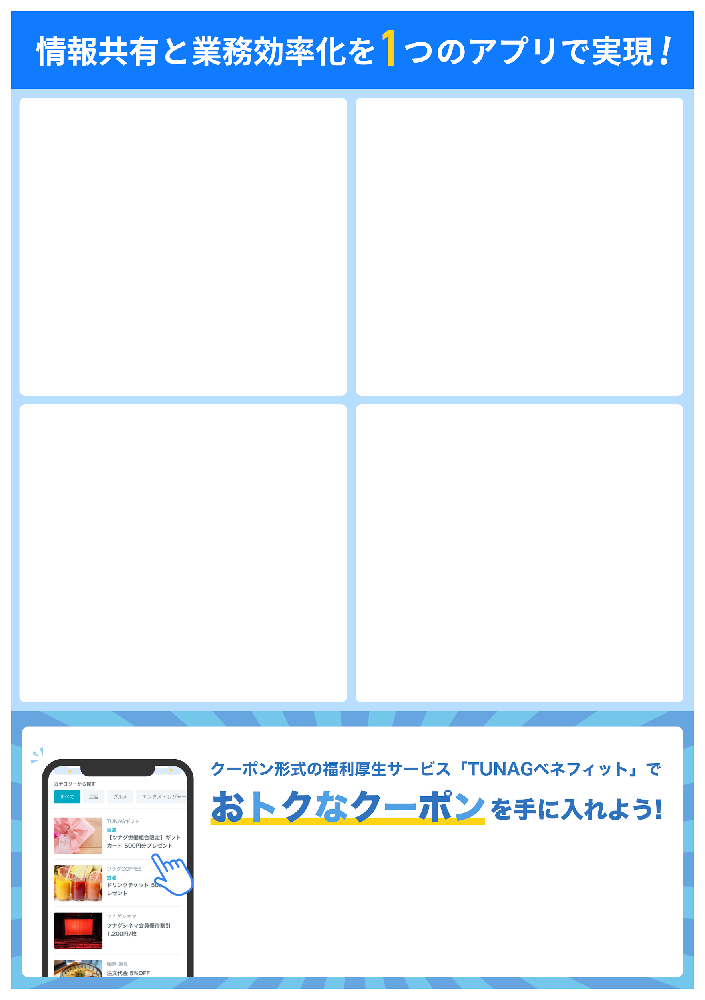 情報共有と業務効率化を1つのアプリで実現！
クーポン形式の福利厚生サービス「TUNAGベネフィット」で
おトクなクーポンを手に入れよう!
カテゴリーから探す
すべて 注目 グルメ エンタメ・レジャー
TUNAGギフト
抽選
【ツナグ労働組合限定】ギフト
カード 500円分プレゼント
ツナグCOFFEE
抽選
ドリンクチケット
レゼント
ツナグシネマ
ツナグシネマ会員優待割引
1,200円/枚
麺処 綱具
注文代金 5%OFF